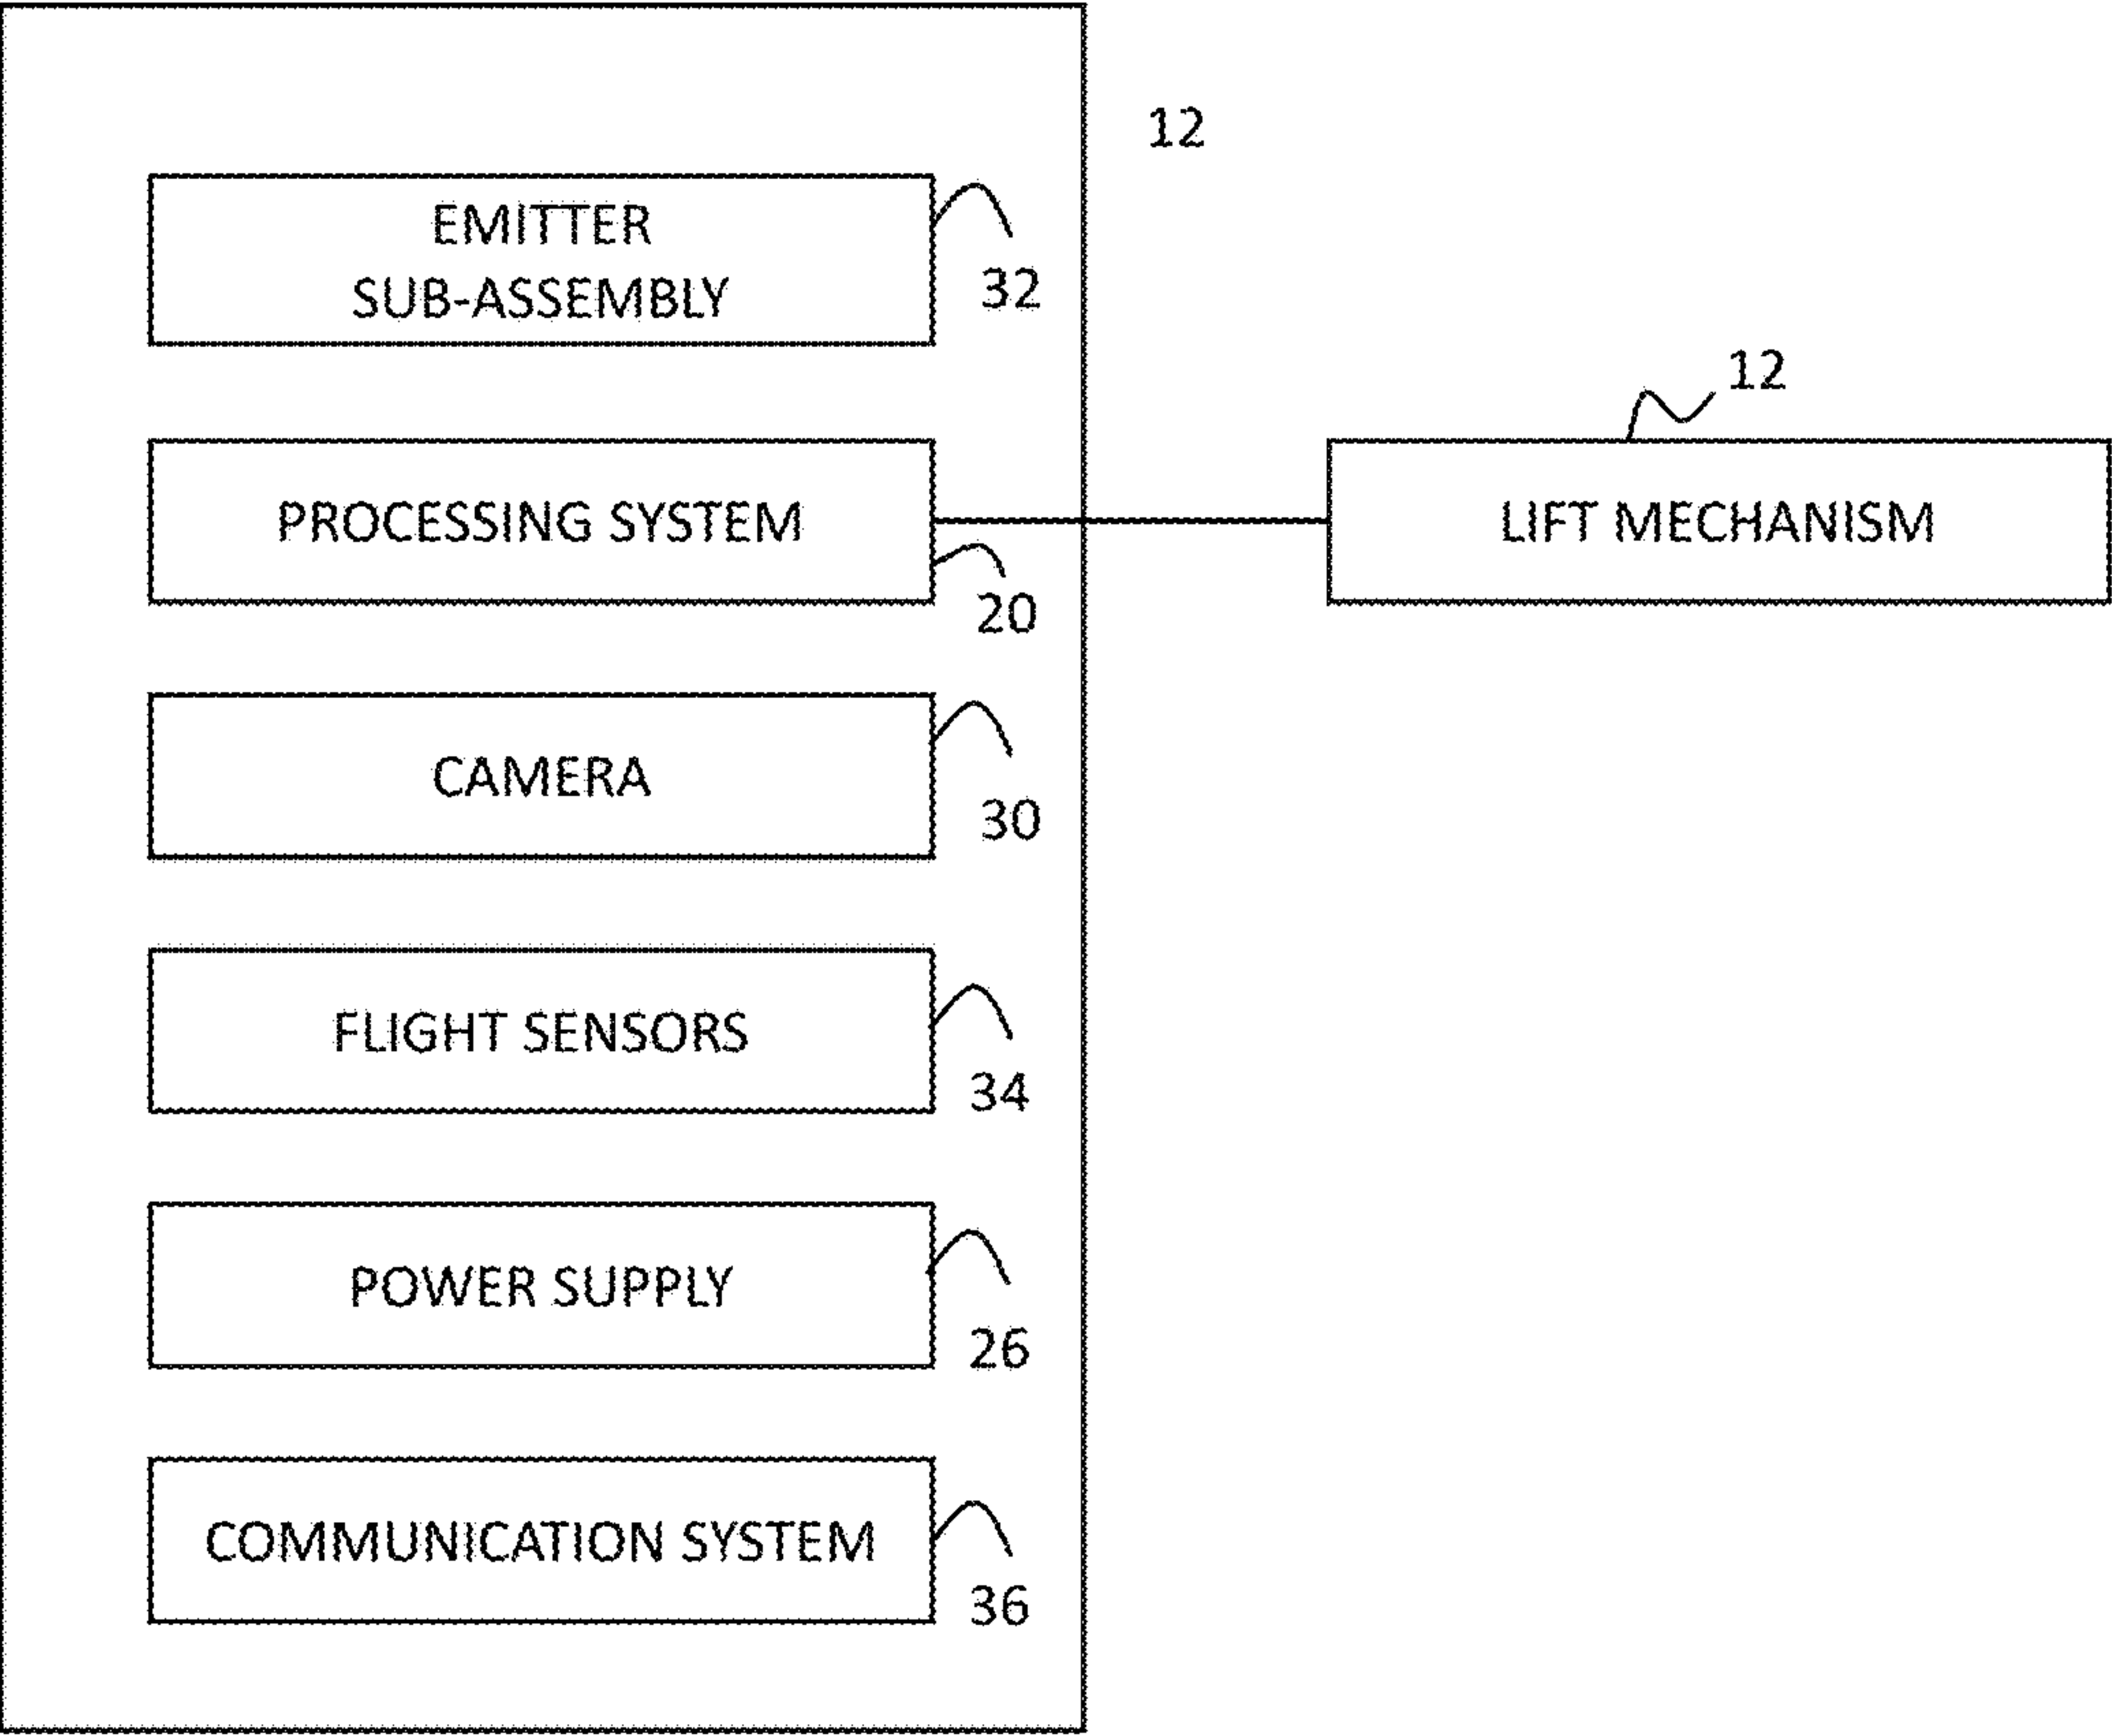 12
EMITTER
SUB-ASSEMBLY
32
12
PROCESSING SYSTEM
LIFT MECHANISM
20
CAMERA
30
FLIGHT SENSORS
34
POWER SUPPLY
26
COMMUNICATION SYSTEM
36